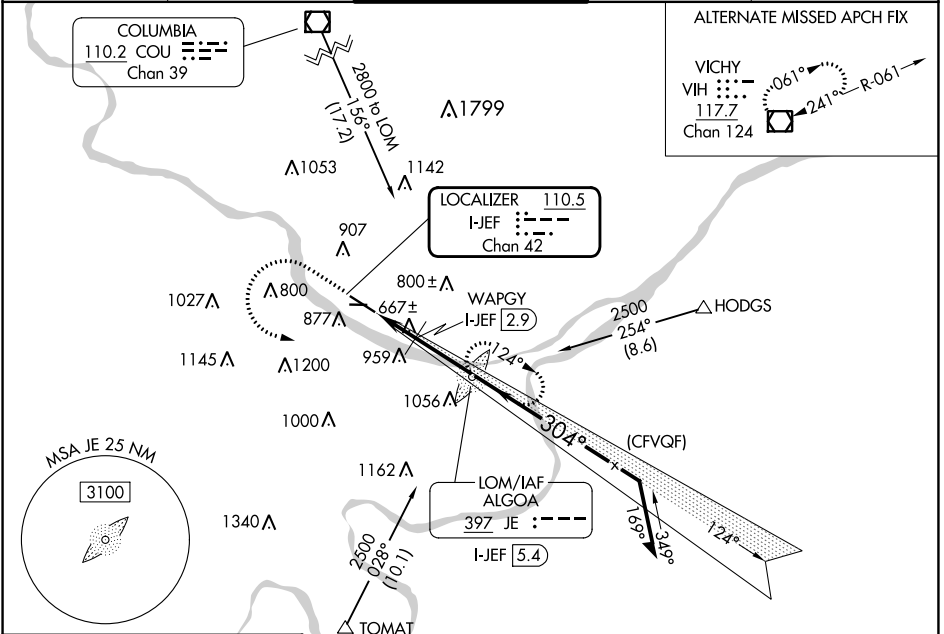 COLUMBIA
110.2 COU
Chan 39
2800 to LOM
156°
(17.2)
1799
ALTERNATE MISSED APCH FIX
VICHY
VIH
117.7
Chan 124
061°
241°
R-061
1053
1142
LOCALIZER 110.5
I-JEF
Chan 42
907
800±
1027
800
877
667±
WAPGY
I-JEF 2.9
2500
254°
(8.6)
HODGS
1145
1200
959
124°
1056
1000
304°
(CFVQF)
MSA JE 25 NM
3100
1162
LOM/IAF
ALGOA
397 JE
I-JEF 5.4
169°
349°
124°
1340
2500
028°
(10.1)
TOMAT